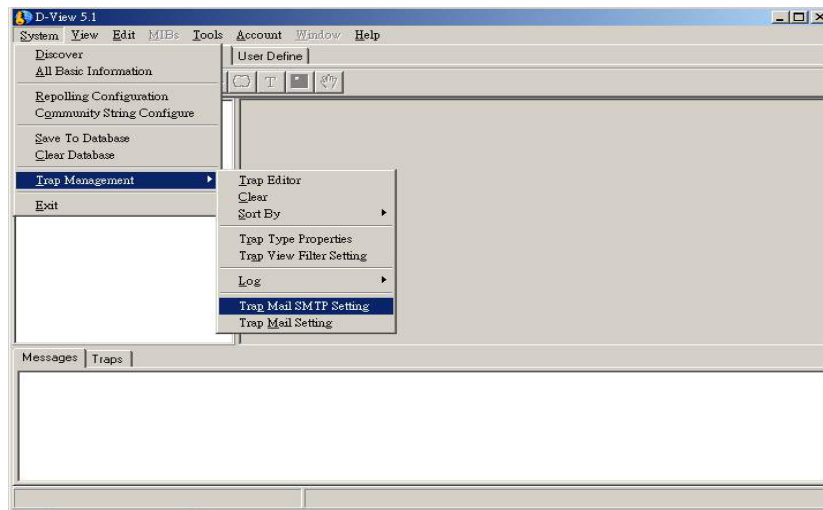 D-View 5.1
System View Edit MIBs Tools Account Window Help
User Define
T
Discover
All Basic Information
Repolling Configuration
Community String Configure
Save To Database
Clear Database
Trap Management
Exit
Trap Editor
Clear
Sort By
Trap Type Properties
Trap View Filter Setting
Log
Trap Mail SMTP Setting
Trap Mail Setting
Messages Traps